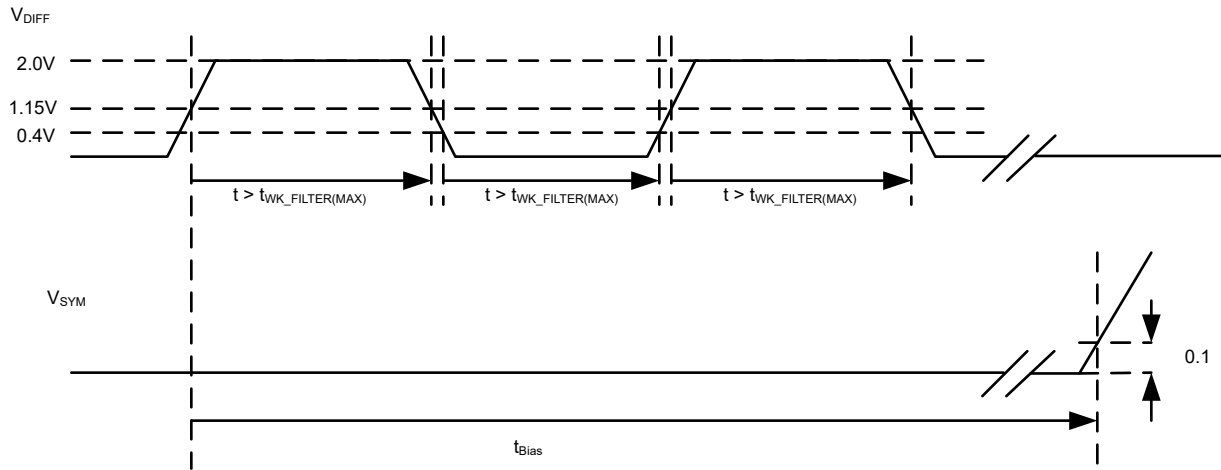 VDIFF
2.0V
1.15V
0.4V
t > tWK_FILTER(MAX) t > tWK_FILTER(MAX) t > tWK_FILTER(MAX)
VSYM
0.1
tBias